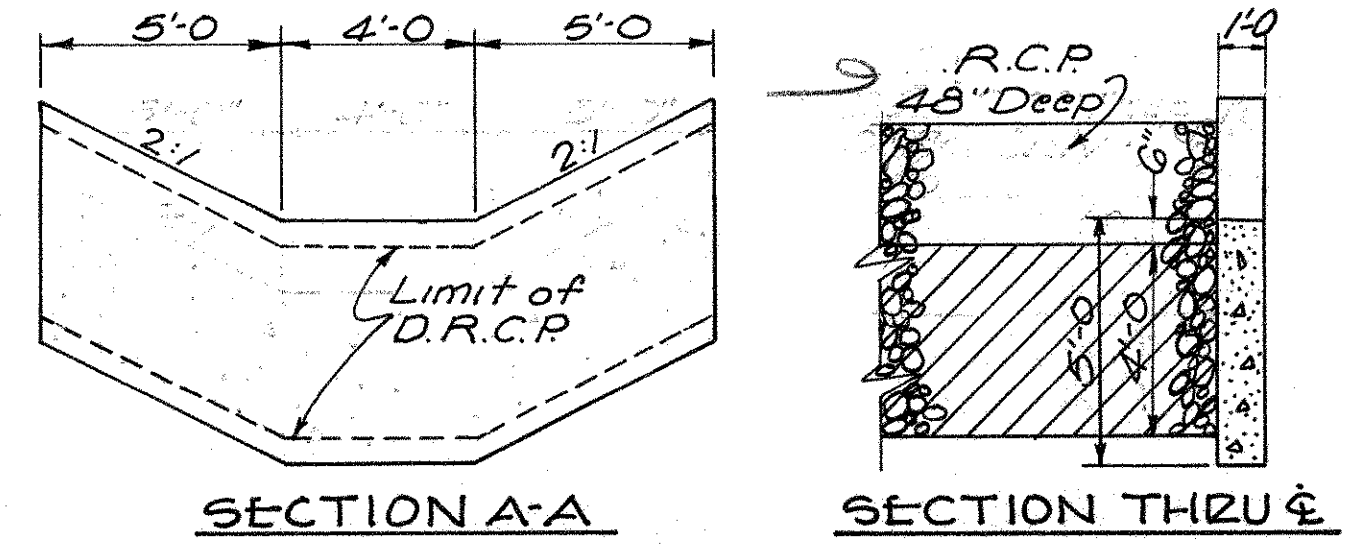 5'-0 4'-0 5'-0
2:1 2:1
Limit of
D.R.C.P.
SECTION A-A
1'-0
R.C.P.
48" Deep
6"
5'-0
4'-0
SECTION THRU ℄